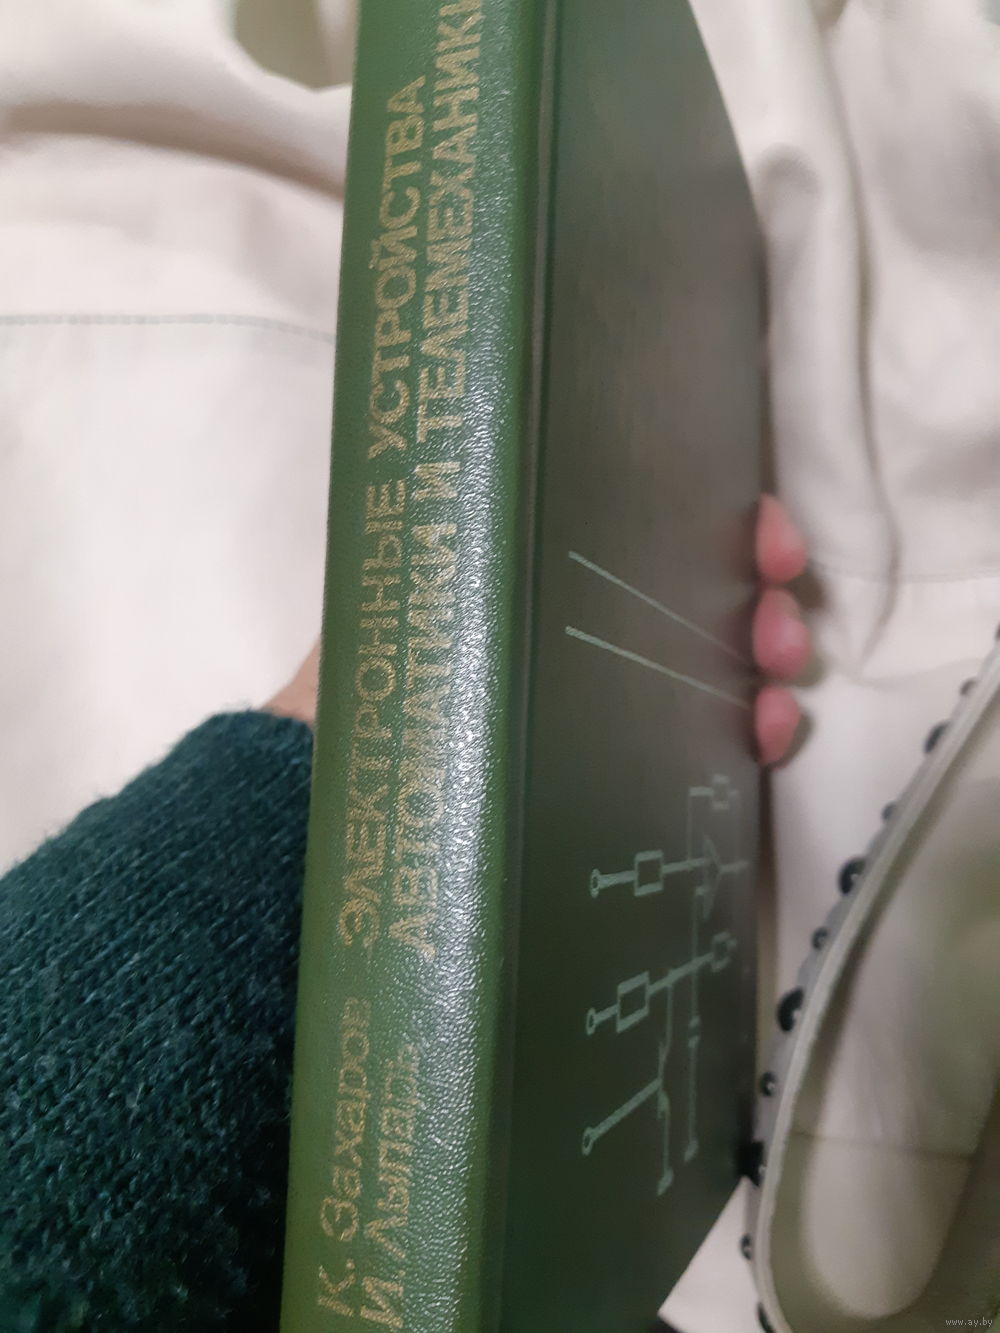 К. Захаров
И. Лыпарь
ЭЛЕКТРОННЫЕ УСТРОЙСТВА
АВТОМАТИКИ И ТЕЛЕМЕХАНИКИ
www.ay.by